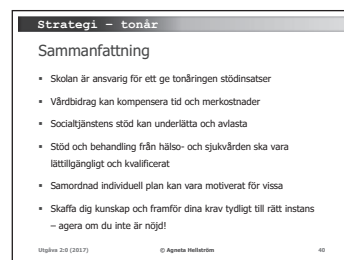 Strategi – tonår
Sammanfattning
▪ Skolan är ansvarig för ett ge tonåringen stödinsatser
▪ Vårdbidrag kan kompensera tid och merkostnader
▪ Socialtjänstens stöd kan underlätta och avlasta
▪ Stöd och behandling från hälso- och sjukvården ska vara
lättillgängligt och kvalificerat
▪ Samordnad individuell plan kan vara motiverat för vissa
▪ Skaffa dig kunskap och framför dina krav tydligt till rätt instans
– agera om du inte är nöjd!
Utgåva 2:0 (2017) © Agneta Hellström 40